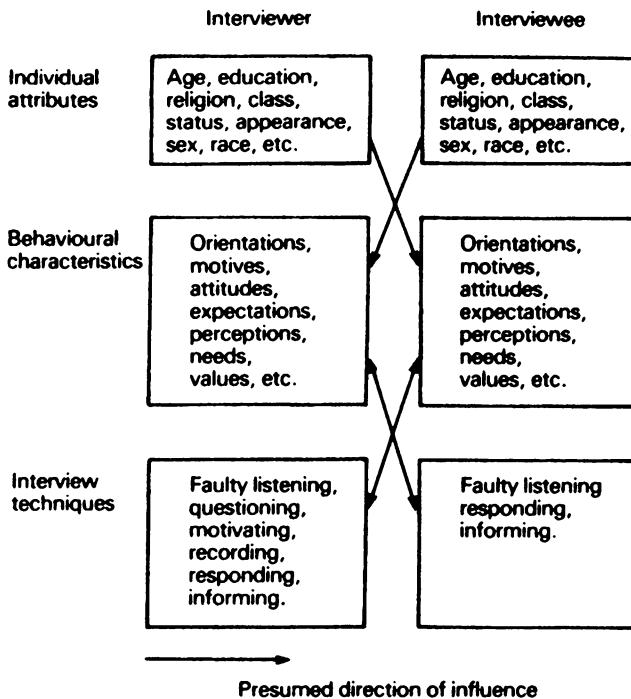 Interviewer
Interviewee
Individual
attributes
Age, education,
religion, class,
status, appearance,
sex, race, etc.
Age, education,
religion, class,
status, appearance,
sex, race, etc.
Behavioural
characteristics
Orientations,
motives,
attitudes,
expectations,
perceptions,
needs,
values, etc.
Orientations,
motives,
attitudes,
expectations,
perceptions,
needs,
values, etc.
Interview
techniques
Faulty listening,
questioning,
motivating,
recording,
responding,
informing.
Faulty listening
responding,
informing.
Presumed direction of influence